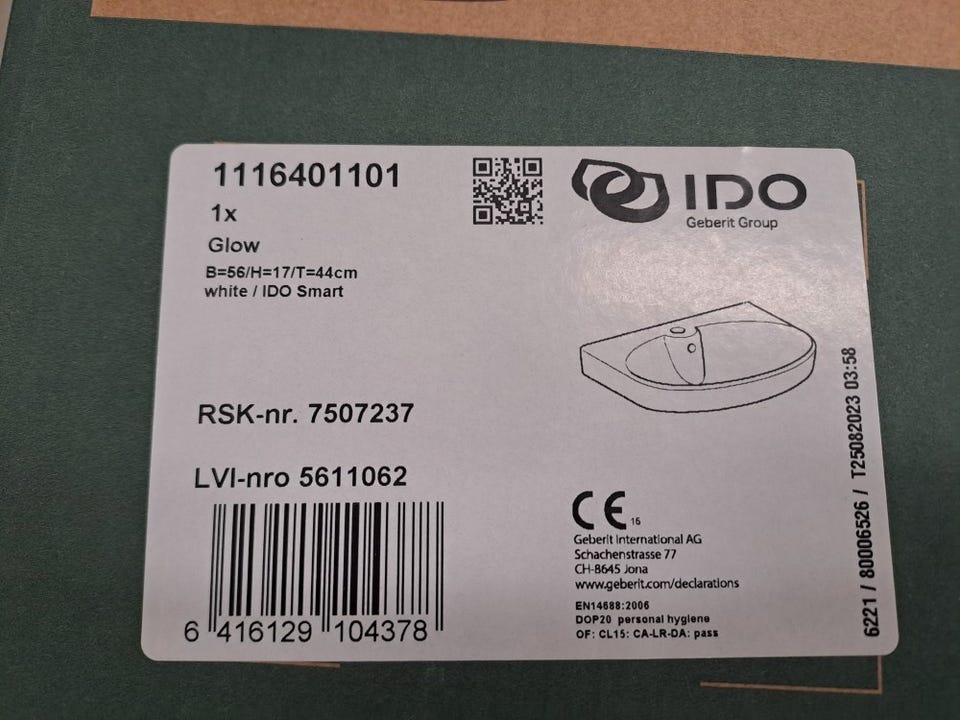 1116401101
1x
Glow
B=56/H=17/T=44cm
white / IDO Smart
IDO
Geberit Group
RSK-nr. 7507237
LVI-nro 5611062
6 416129 104378
CE 16
Geberit International AG
Schachenstrasse 77
CH-8645 Jona
www.geberit.com/declarations
EN14688:2006
DOP20 personal hygiene
OF: CL15: CA-LR-DA: pass
6221 / 80006526 / T25082023 03:58